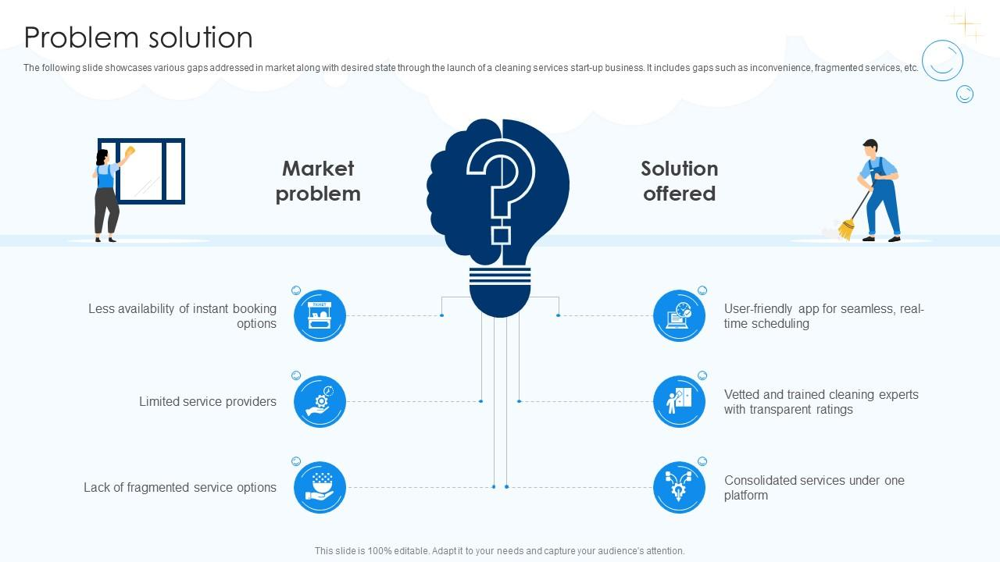 Problem solution
The following slide showcases various gaps addressed in market along with desired state through the launch of a cleaning services start-up business. It includes gaps such as inconvenience, fragmented services, etc.
Market
problem
Solution
offered
Less availability of instant booking
options
TICKET
User-friendly app for seamless, real-
time scheduling
Limited service providers
Vetted and trained cleaning experts
with transparent ratings
Lack of fragmented service options
Consolidated services under one
platform
This slide is 100% editable. Adapt it to your needs and capture your audience's attention.